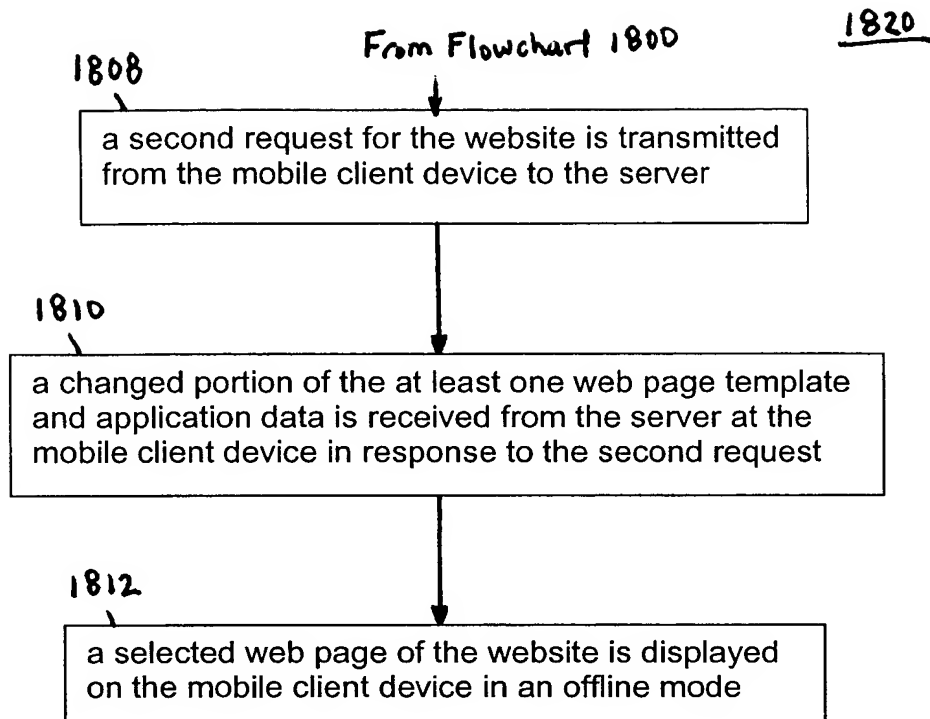 1820
From Flowchart 1800
1808
a second request for the website is transmitted
from the mobile client device to the server
1810
a changed portion of the at least one web page template
and application data is received from the server at the
mobile client device in response to the second request
1812
a selected web page of the website is displayed
on the mobile client device in an offline mode